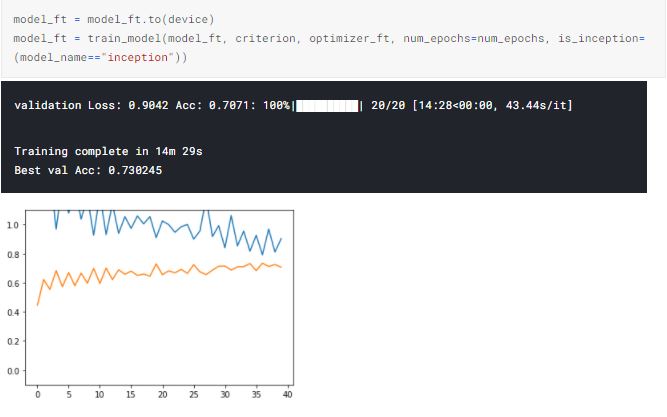 model_ft = model_ft.to(device)
model_ft = train_model(model_ft, criterion, optimizer_ft, num_epochs=num_epochs, is_inception=
(model_name=="inception"))
validation Loss: 0.9042 Acc: 0.7071: 100%|██████████| 20/20 [14:28<00:00, 43.44s/it]
Training complete in 14m 29s
Best val Acc: 0.730245
1.0
0.8
0.6
0.4
0.2
0.0
0 5 10 15 20 25 30 35 40